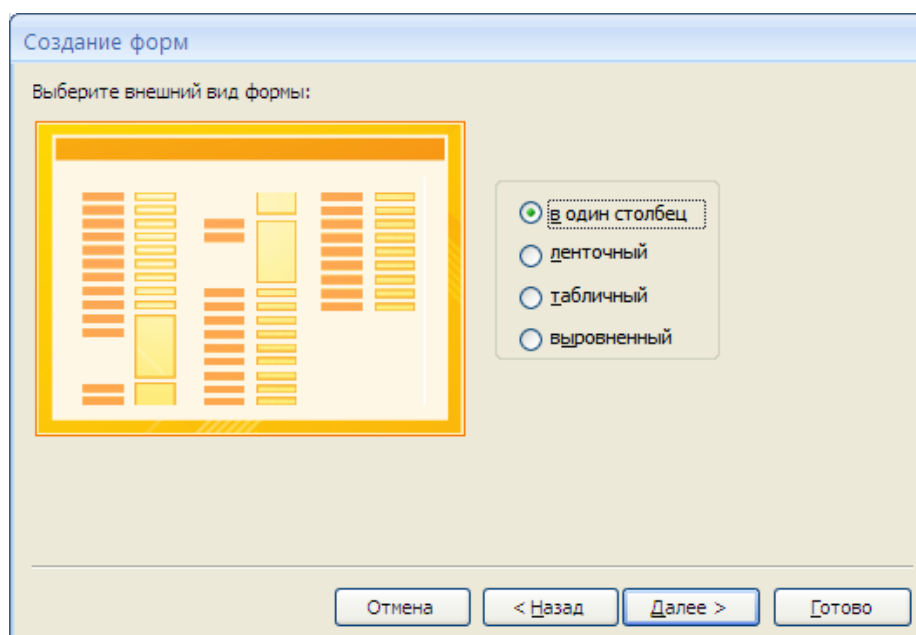 Создание форм
Выберите внешний вид формы:
в один столбец
ленточный
табличный
выровненный
Отмена
< Назад
Далее >
Готово